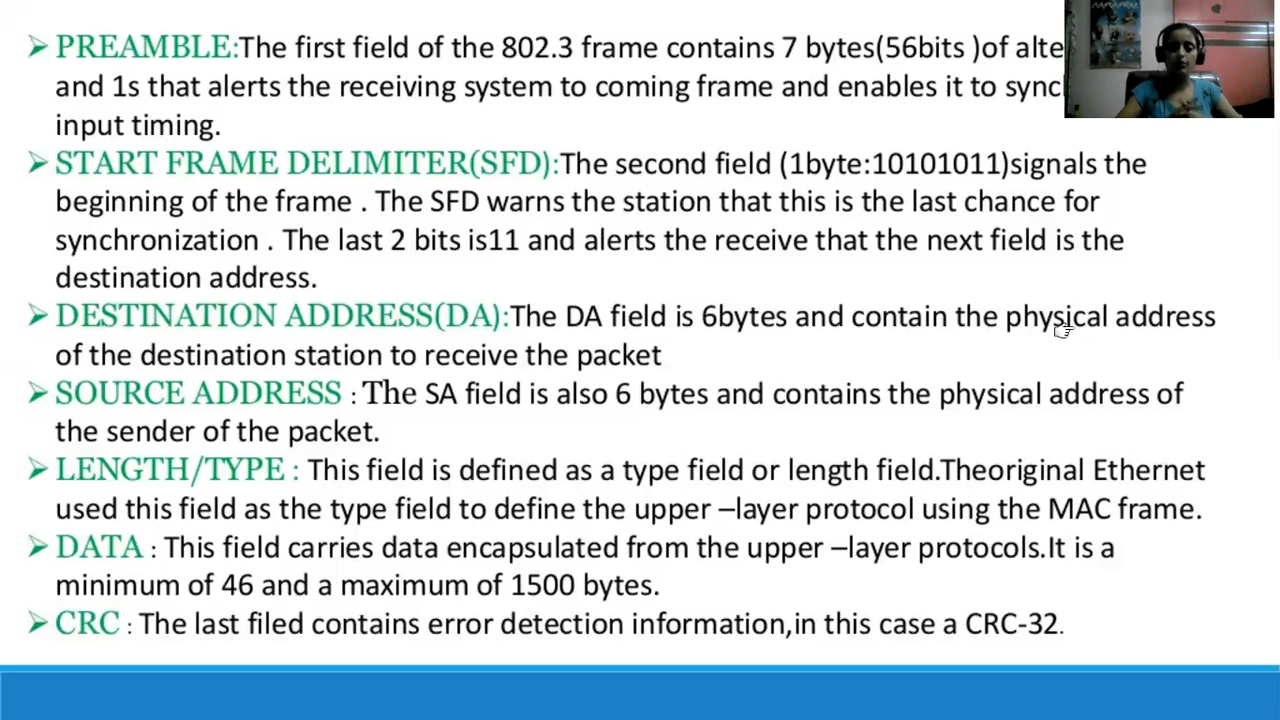 ➢ PREAMBLE:The first field of the 802.3 frame contains 7 bytes(56bits )of alte
and 1s that alerts the receiving system to coming frame and enables it to sync
input timing.
➢ START FRAME DELIMITER(SFD):The second field (1byte:10101011)signals the
beginning of the frame . The SFD warns the station that this is the last chance for
synchronization . The last 2 bits is11 and alerts the receive that the next field is the
destination address.
➢ DESTINATION ADDRESS(DA):The DA field is 6bytes and contain the physical address
of the destination station to receive the packet
➢ SOURCE ADDRESS : The SA field is also 6 bytes and contains the physical address of
the sender of the packet.
➢ LENGTH/TYPE : This field is defined as a type field or length field.Theoriginal Ethernet
used this field as the type field to define the upper –layer protocol using the MAC frame.
➢ DATA : This field carries data encapsulated from the upper –layer protocols.It is a
minimum of 46 and a maximum of 1500 bytes.
➢ CRC : The last filed contains error detection information,in this case a CRC-32.